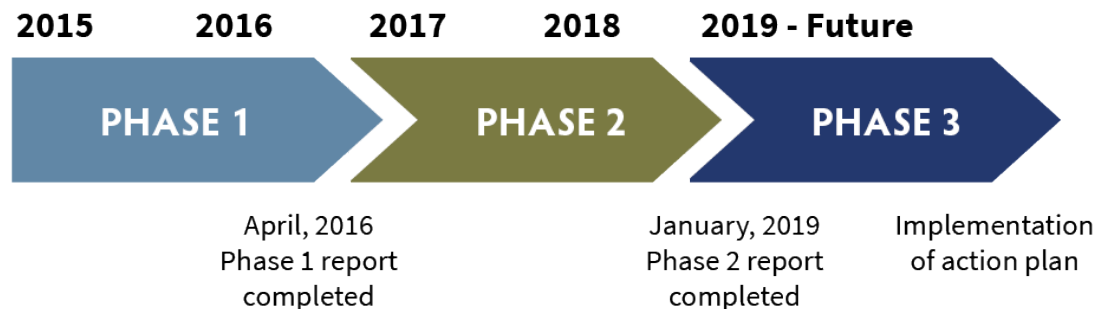 2015 2016 2017 2018 2019 - Future
PHASE 1 PHASE 2 PHASE 3
April, 2016
Phase 1 report
completed
January, 2019
Phase 2 report
completed
Implementation
of action plan